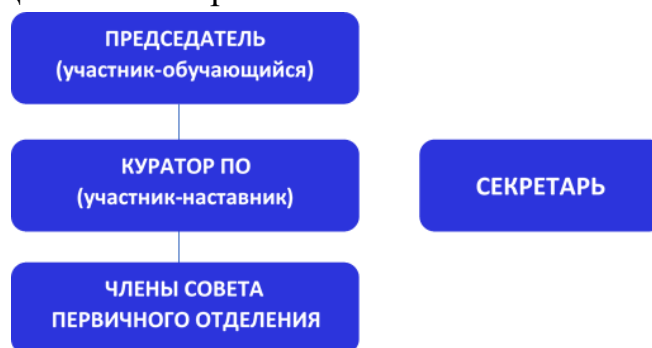 ПРЕДСЕДАТЕЛЬ
(участник-обучающийся)
КУРАТОР ПО
(участник-наставник)
СЕКРЕТАРЬ
ЧЛЕНЫ СОВЕТА
ПЕРВИЧНОГО ОТДЕЛЕНИЯ